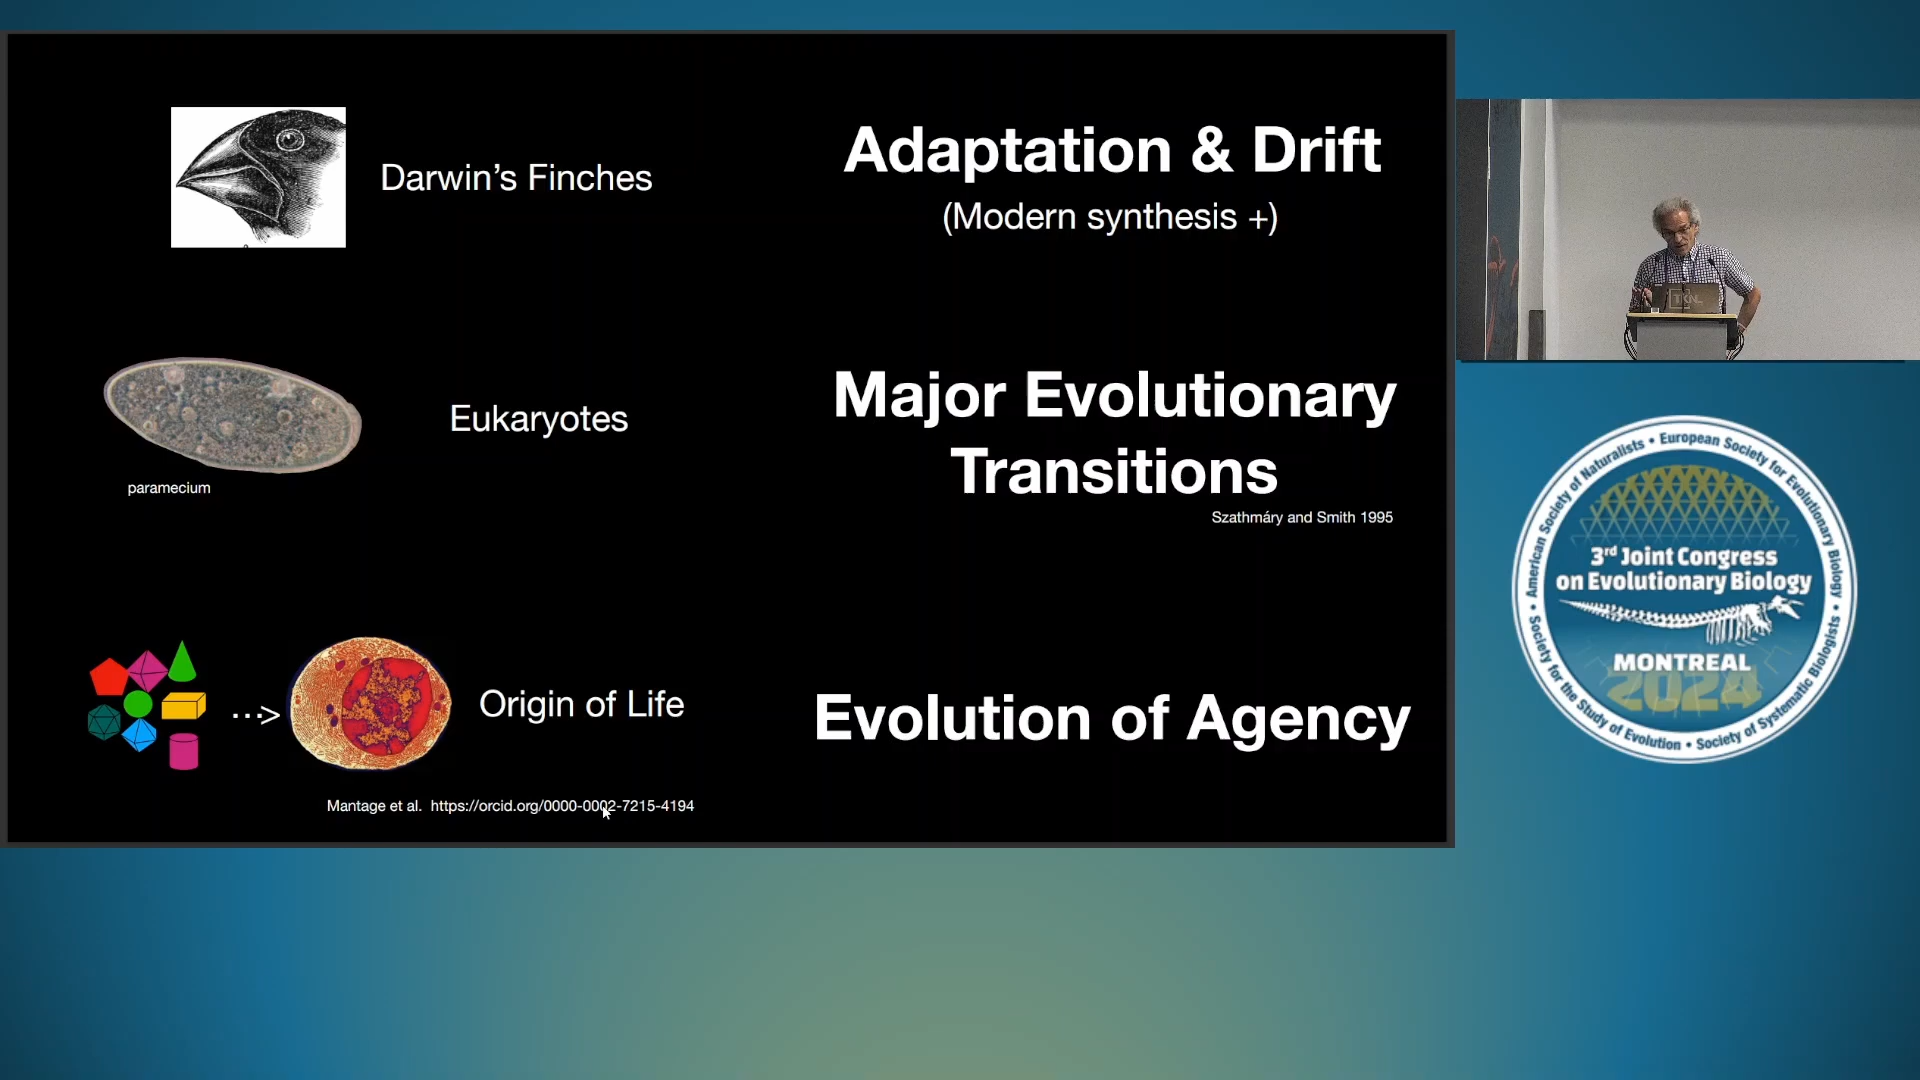 Darwin’s Finches
Adaptation & Drift
(Modern synthesis +)
paramecium
Eukaryotes
Major Evolutionary
Transitions
Szathmáry and Smith 1995
...>
Origin of Life
Evolution of Agency
Mantage et al. https://orcid.org/0000-0002-7215-4194
TKNL
American Society of Naturalists • European Society for Evolutionary Biology •
Society for the Study of Evolution • Society of Systematic Biologists •
3rd Joint Congress
on Evolutionary Biology
MONTREAL
2024